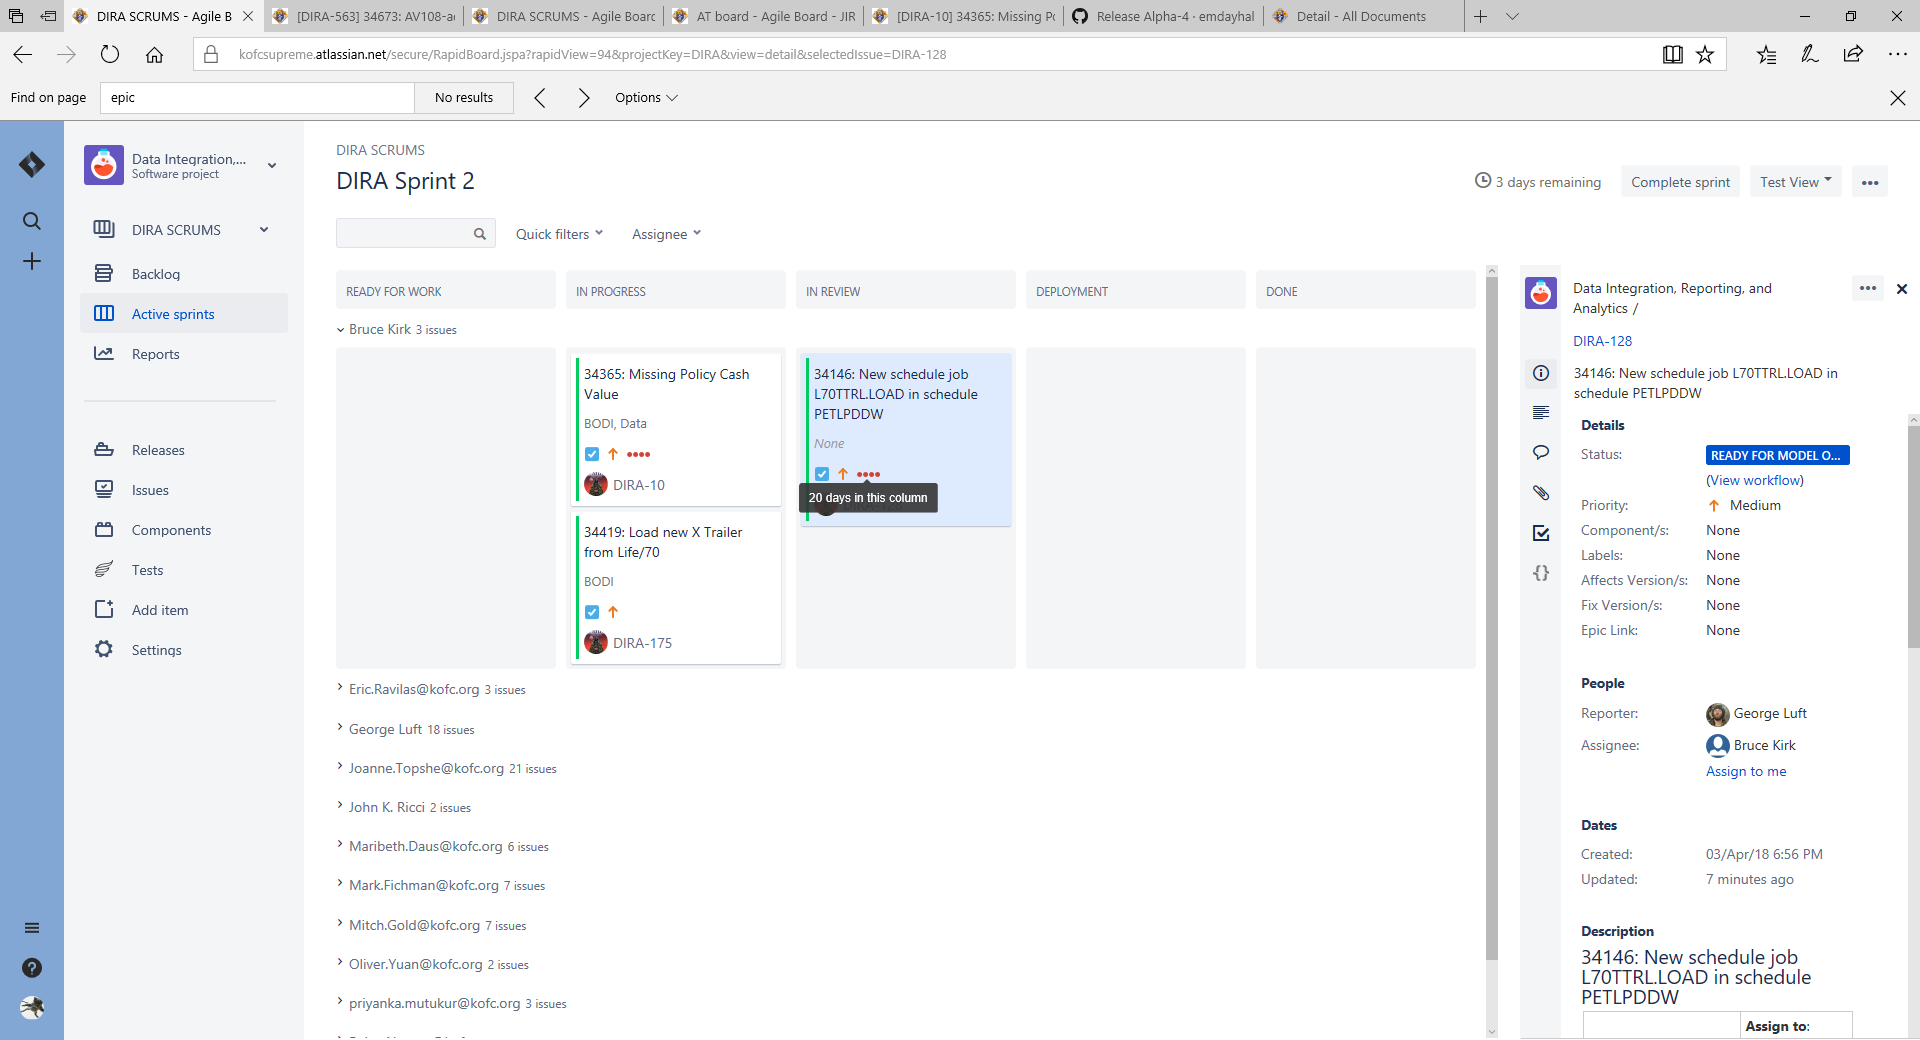 DIRA SCRUMS - Agile B
[DIRA-563] 34673: AV108-a
DIRA SCRUMS - Agile Boar
AT board - Agile Board - JIR
[DIRA-10] 34365: Missing P
Release Alpha-4 · emdayhal
Detail - All Documents
kofcsupreme.atlassian.net/secure/RapidBoard.jspa?rapidView=94&projectKey=DIRA&view=detail&selectedIssue=DIRA-128
Find on page
epic
No results
Options
Data Integration,...
Software project
DIRA SCRUMS
Backlog
Active sprints
Reports
Releases
Issues
Components
Tests
Add item
Settings
DIRA SCRUMS
DIRA Sprint 2
3 days remaining
Complete sprint
Test View
Quick filters
Assignee
READY FOR WORK
IN PROGRESS
IN REVIEW
DEPLOYMENT
DONE
Bruce Kirk 3 issues
34365: Missing Policy Cash
Value
BODI, Data
DIRA-10
34419: Load new X Trailer
from Life/70
BODI
DIRA-175
34146: New schedule job
L70TTRL.LOAD in schedule
PETLPDDW
None
20 days in this column
Eric.Ravilas@kofc.org 3 issues
George Luft 18 issues
Joanne.Topshe@kofc.org 21 issues
John K. Ricci 2 issues
Maribeth.Daus@kofc.org 6 issues
Mark.Fichman@kofc.org 7 issues
Mitch.Gold@kofc.org 7 issues
Oliver.Yuan@kofc.org 2 issues
priyanka.mutukur@kofc.org 3 issues
Data Integration, Reporting, and
Analytics /
DIRA-128
34146: New schedule job L70TTRL.LOAD in
schedule PETLPDDW
Details
Status: READY FOR MODEL O...
(View workflow)
Priority: Medium
Component/s: None
Labels: None
Affects Version/s: None
Fix Version/s: None
Epic Link: None
People
Reporter: George Luft
Assignee: Bruce Kirk
Assign to me
Dates
Created: 03/Apr/18 6:56 PM
Updated: 7 minutes ago
Description
34146: New schedule job
L70TTRL.LOAD in schedule
PETLPDDW
Assign to: